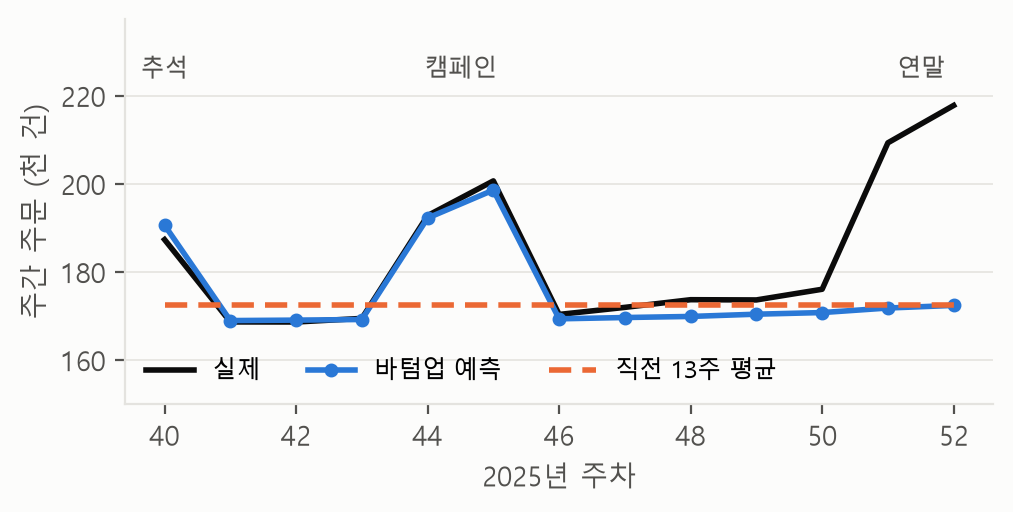 추석 캠페인 연말
주간 주문 (천 건)
220
200
180
160
실제 바텀업 예측 직전 13주 평균
40 42 44 46 48 50 52
2025년 주차